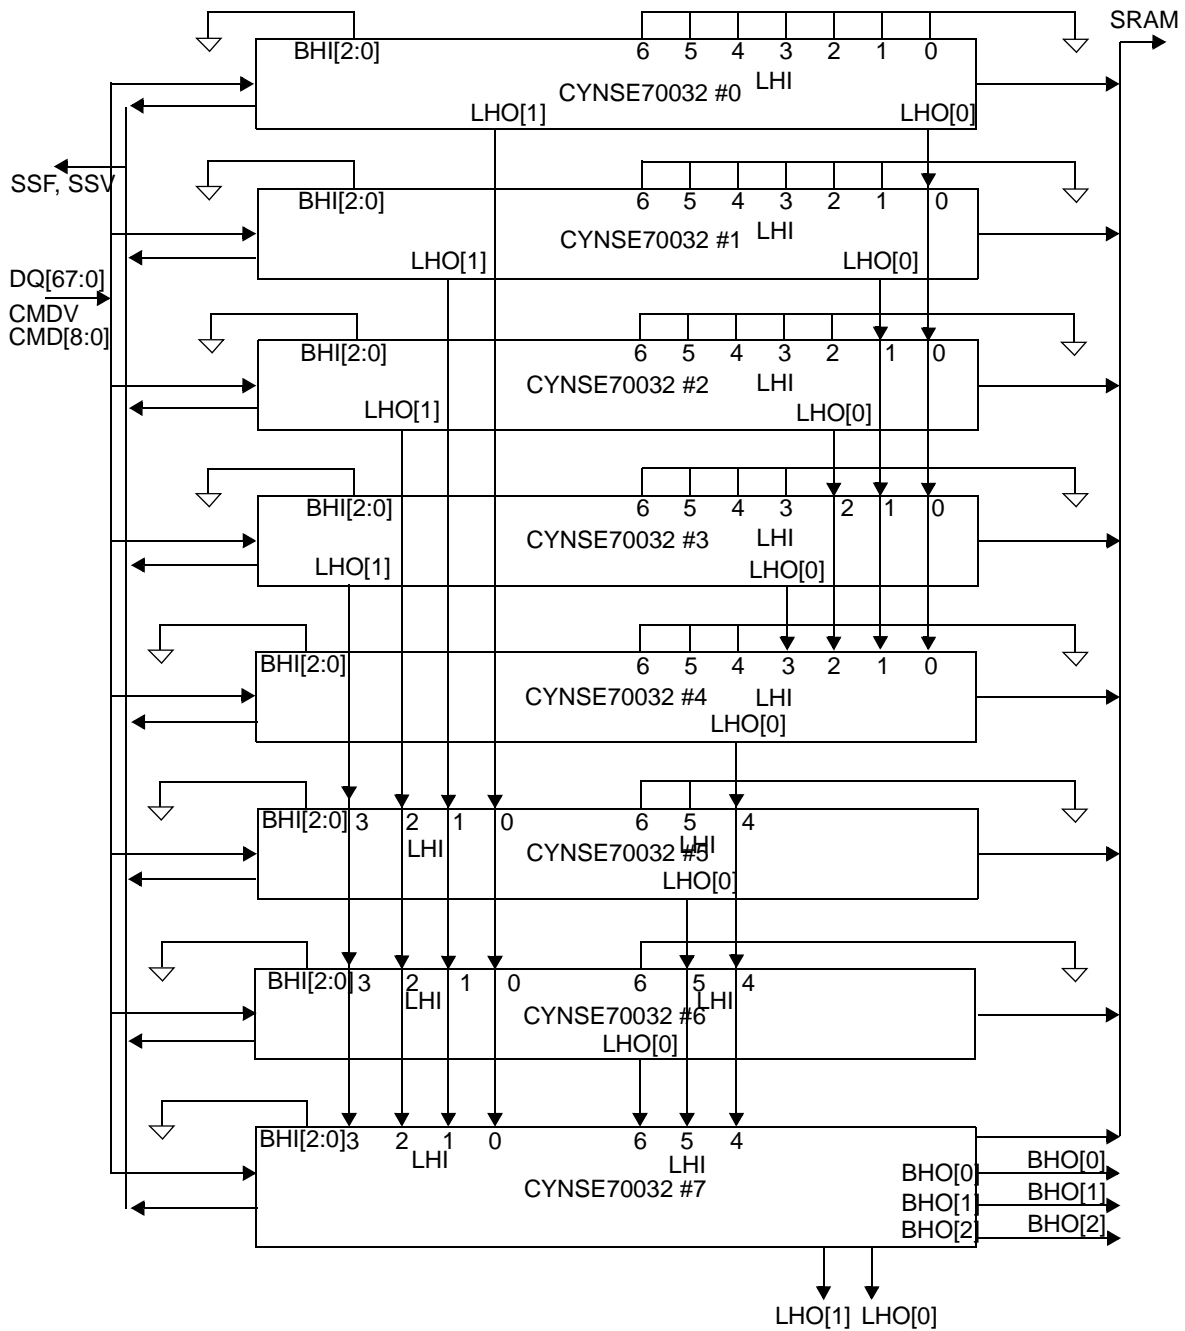 SRAM
BHI[2:0] 6 5 4 3 2 1 0
LHI
CYNSE70032 #0
LHO[1] LHO[0]
SSF, SSV
BHI[2:0] 6 5 4 3 2 1 0
LHI
CYNSE70032 #1
LHO[1] LHO[0]
DQ[67:0]
CMDV
CMD[8:0]
BHI[2:0] 6 5 4 3 2 1 0
CYNSE70032 #2 LHI
LHO[1] LHO[0]
BHI[2:0] 6 5 4 3 2 1 0
CYNSE70032 #3 LHI
LHO[1] LHO[0]
BHI[2:0] 6 5 4 3 2 1 0
CYNSE70032 #4 LHI
LHO[0]
BHI[2:0] 3 2 1 0 6 5 4
LHI CYNSE70032 #5 LHI
LHO[0]
BHI[2:0] 3 2 1 0 6 5 4
LHI LHI
CYNSE70032 #6
LHO[0]
BHI[2:0] 3 2 1 0 6 5 4
LHI LHI
CYNSE70032 #7
BHO[0] BHO[0]
BHO[1] BHO[1]
BHO[2] BHO[2]
LHO[1] LHO[0]